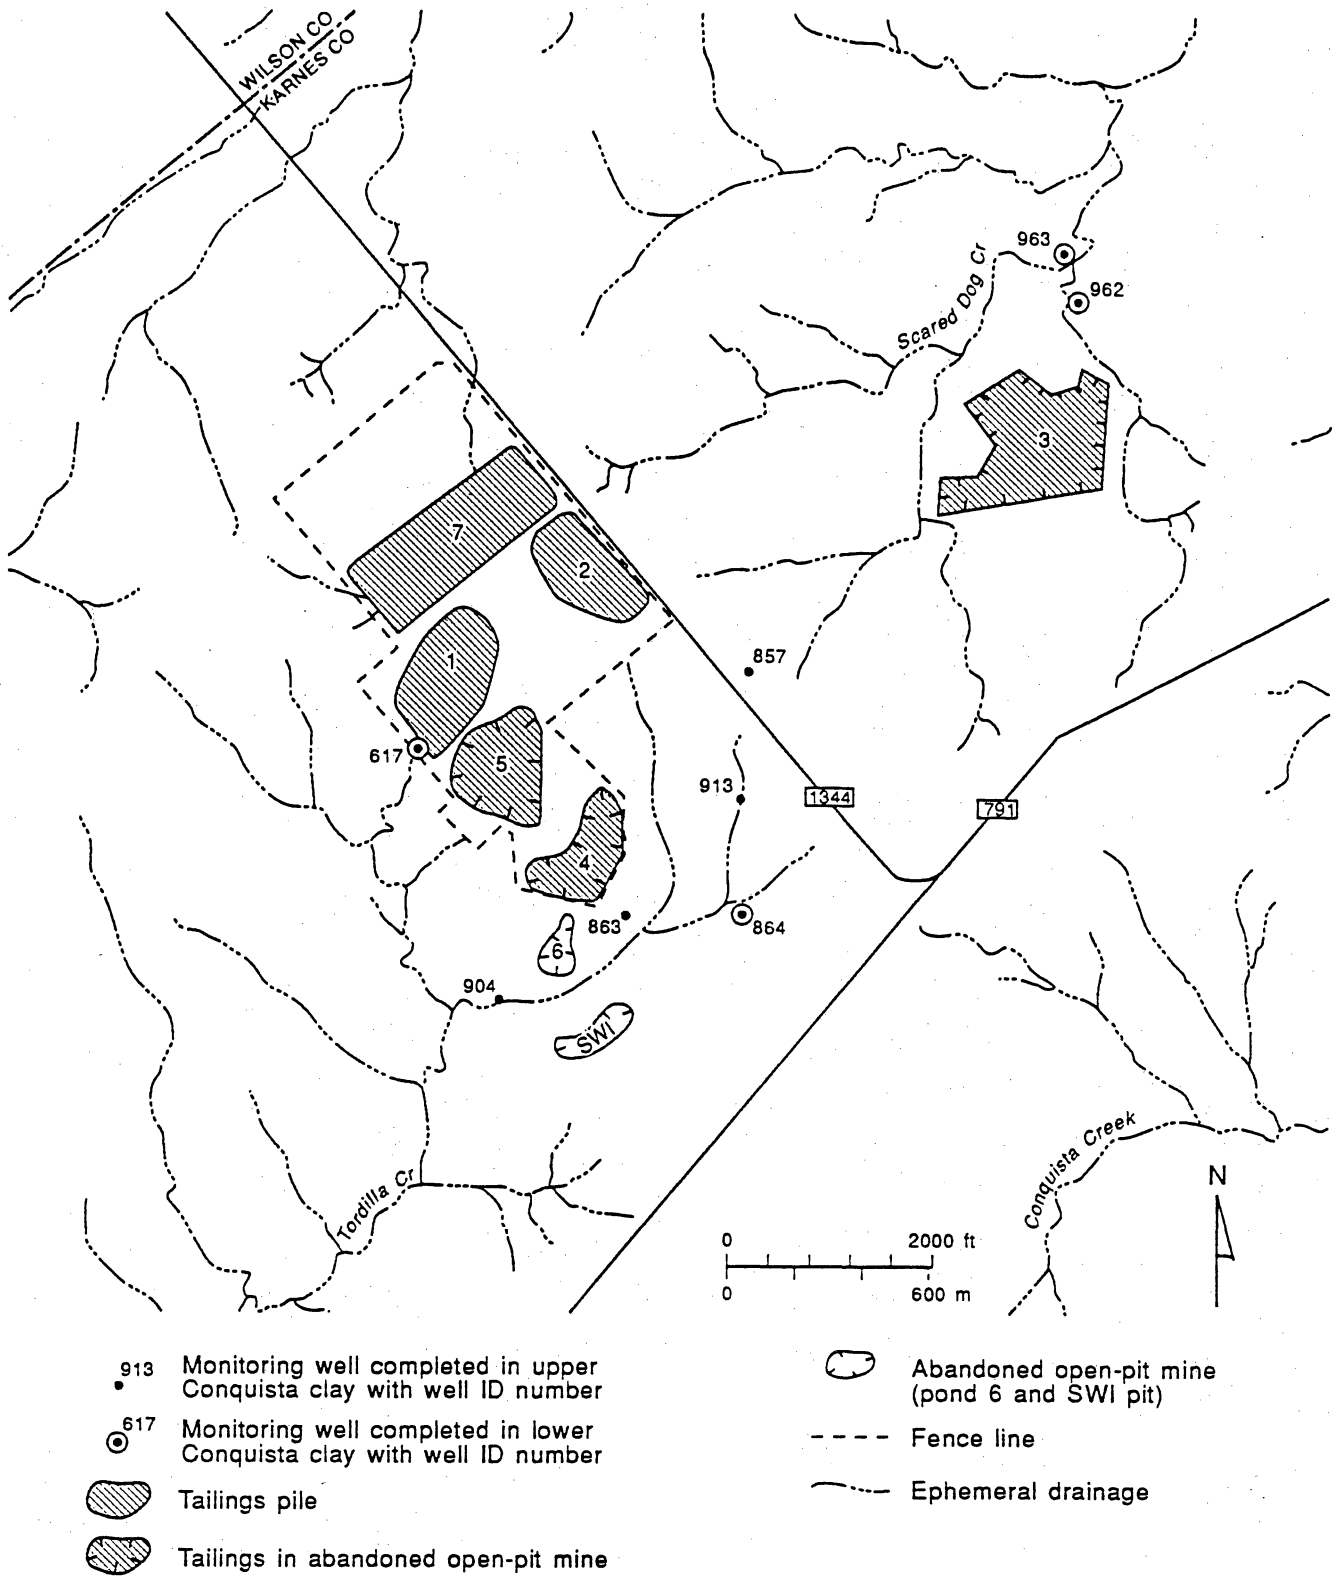 WILSON CO
KARNES CO
963
962
Scared Dog Cr
3
7
2
1
857
617
5
913
1344
791
4
863
864
6
904
SWI
Conquista Creek
Tordilla Cr
N
0 2000 ft
0 600 m
913 Monitoring well completed in upper
Conquista clay with well ID number
617 Monitoring well completed in lower
Conquista clay with well ID number
Tailings pile
Tailings in abandoned open-pit mine
Abandoned open-pit mine
(pond 6 and SWI pit)
Fence line
Ephemeral drainage